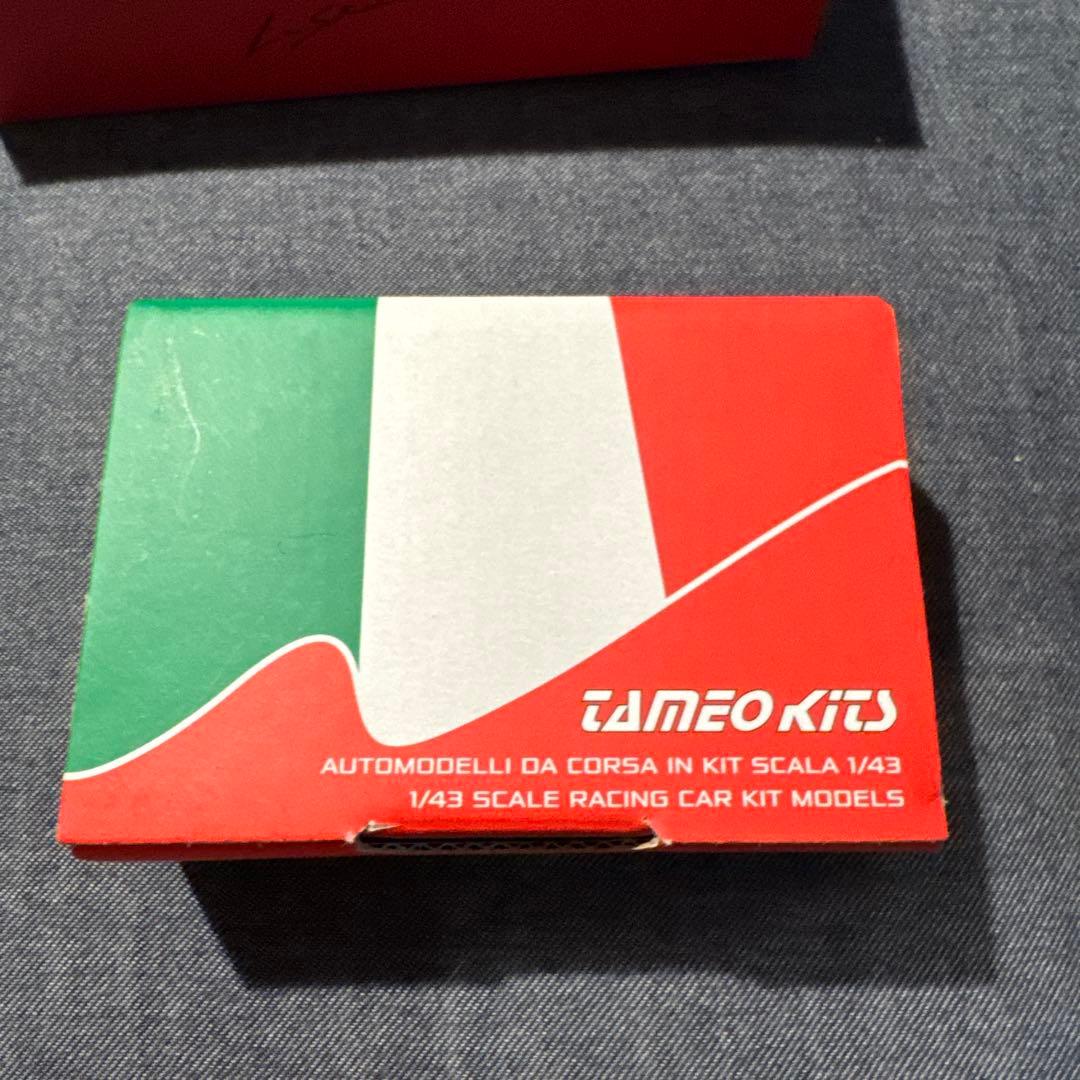 TAMEO KITS
AUTOMODELLI DA CORSA IN KIT SCALA 1/43
1/43 SCALE RACING CAR KIT MODELS